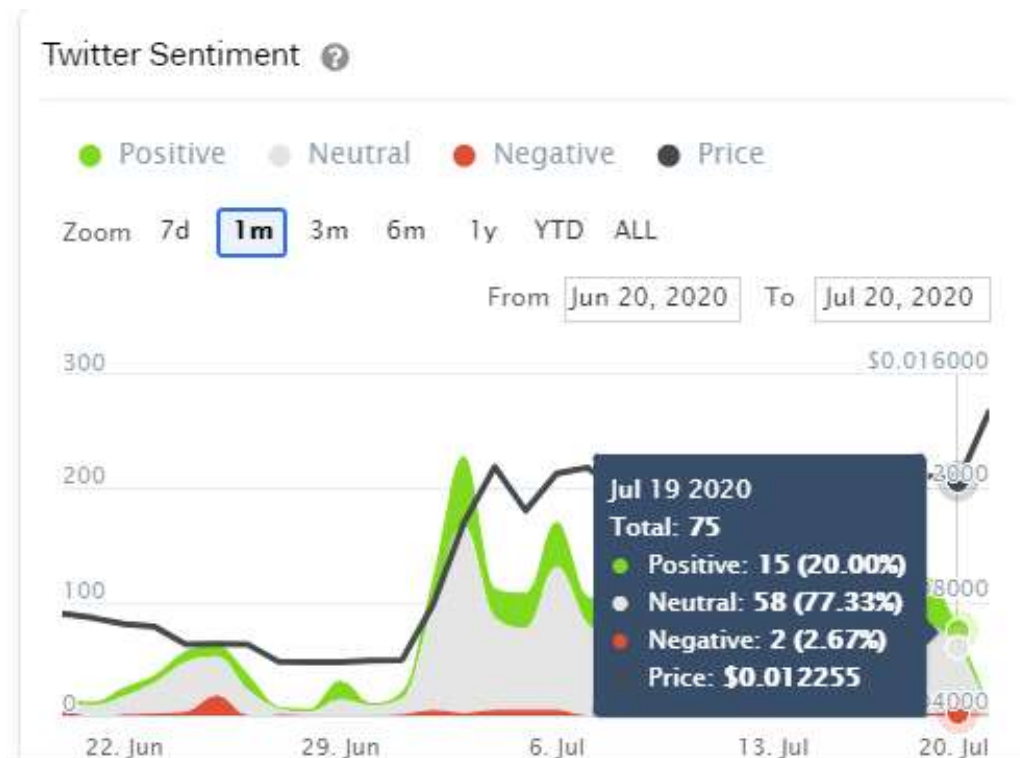 Twitter Sentiment ?
Positive Neutral Negative Price
Zoom 7d 1m 3m 6m 1y YTD ALL
From Jun 20, 2020 To Jul 20, 2020
300 $0.016000
200
100
0
Jul 19 2020
Total: 75
Positive: 15 (20.00%)
Neutral: 58 (77.33%)
Negative: 2 (2.67%)
Price: $0.012255
22. Jun 29. Jun 6. Jul 13. Jul 20. Jul